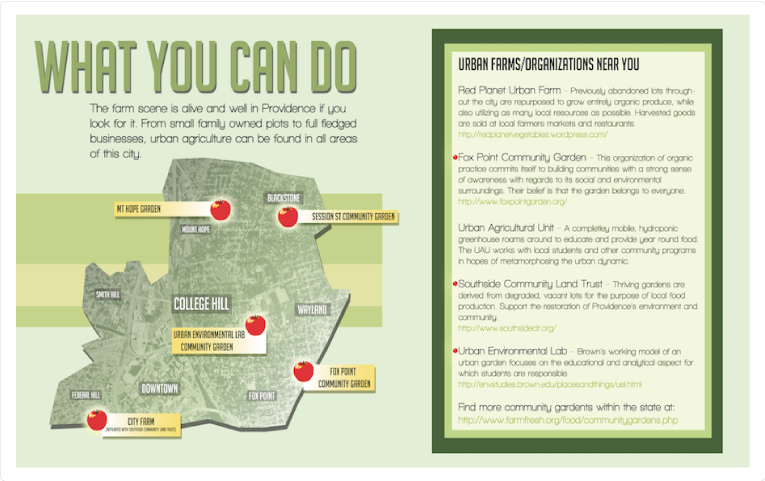 WHAT YOU CAN DO
The farm scene is alive and well in Providence if you
look for it. From small family owned plots to full fledged
businesses, urban agriculture can be found in all areas
of this city.
MT HOPE GARDEN
BLACKSTONE
SESSION ST COMMUNITY GARDEN
MOUNT HOPE
SMITH HILL
COLLEGE HILL
WAYLAND
URBAN ENVIRONMENTAL LAB
COMMUNITY GARDEN
FOX POINT
COMMUNITY GARDEN
FEDERAL HILL
DOWNTOWN
FOX POINT
CITY FARM
(AFFILIATED WITH SOUTHSIDE COMMUNITY LAND TRUST)
URBAN FARMS/ORGANIZATIONS NEAR YOU
Red Planet Urban Farm - Previously abandoned lots through-
out the city are repurposed to grow entirely organic produce, while
also utilizing as many local resources as possible. Harvested goods
are sold at local farmers markets and restaurants.
http://redplanetvegetables.wordpress.com/
Fox Point Community Garden - This organization of organic
practice commits itself to building communities with a strong sense
of awareness with regards to its social and environmental
surroundings. Their belief is that the garden belongs to everyone.
http://www.foxpointgarden.org/
Urban Agricultural Unit - A completley mobile, hydroponic
greenhouse roams around to educate and provide year round food.
The UAU works with local students and other community programs
in hopes of metamorphosing the urban dynamic.
Southside Community Land Trust - Thriving gardens are
derived from degraded, vacant lots for the purpose of local food
production. Support the restoration of Providence's environment and
community.
http://www.southsideclt.org/
Urban Environmental Lab - Brown's working model of an
urban garden focuses on the educational and analytical aspect for
which students are responsible.
http://envstudies.brown.edu/placesandthings/uel.html
Find more community gardens within the state at:
http://www.farmfresh.org/food/communitygardens.php